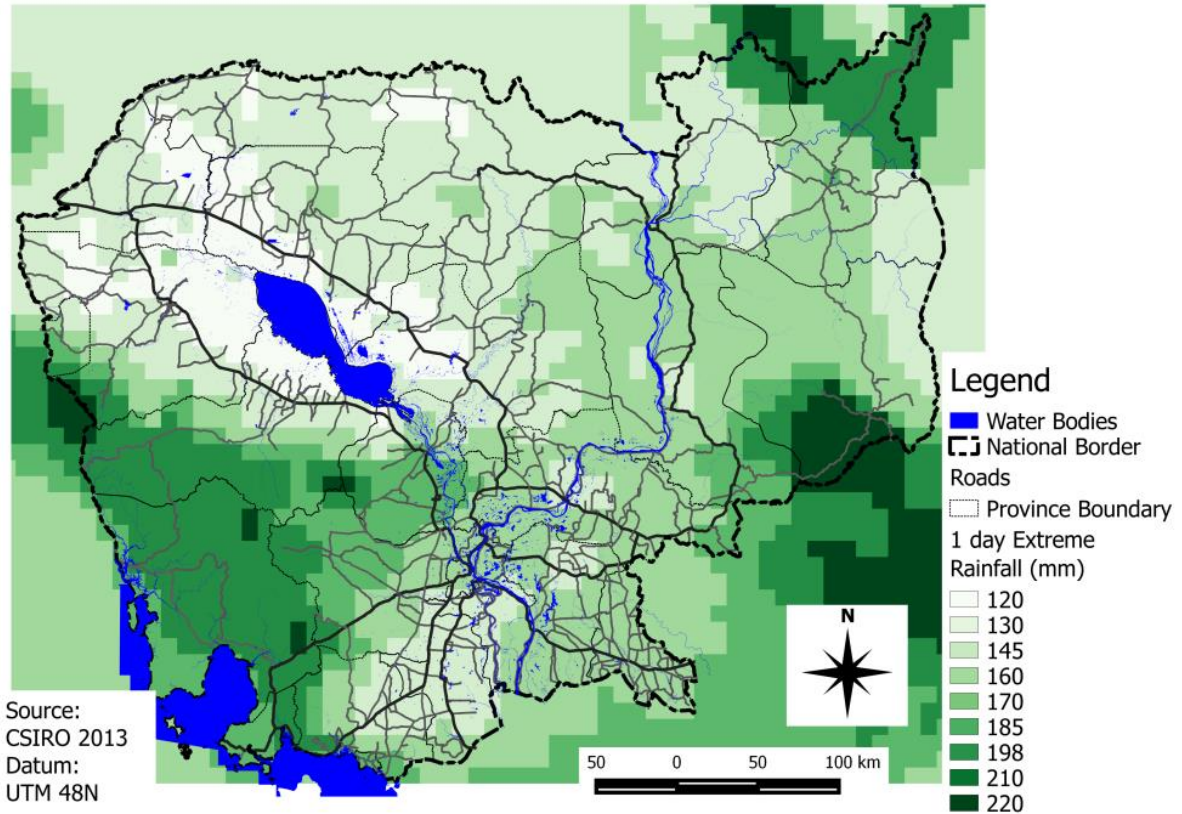 Legend
Water Bodies
National Border
Roads
Province Boundary
1 day Extreme
Rainfall (mm)
120
130
145
160
170
185
198
210
220
N
Source:
CSIRO 2013
Datum:
UTM 48N
50 0 50 100 km